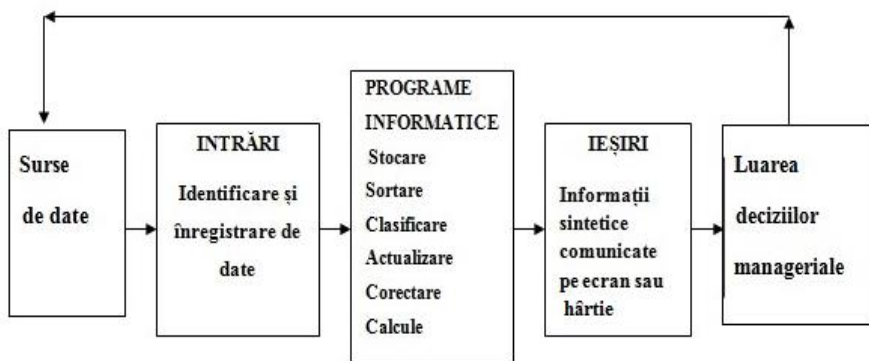 Surse
de date
INTRĂRI
Identificare și
înregistrare de
date
PROGRAME
INFORMATICE
Stocare
Sortare
Clasificare
Actualizare
Corectare
Calcule
IEȘIRI
Informații
sintetice
comunicate
pe ecran sau
hârtie
Luarea
deciziilor
manageriale